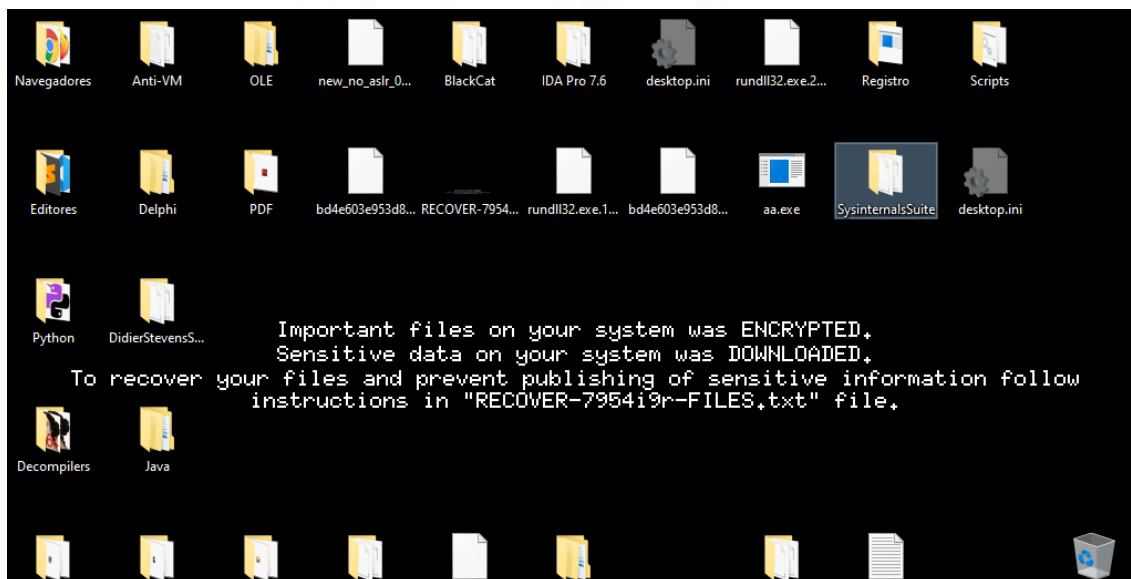 Navegadores
Anti-VM
OLE
new_no_aslr_0...
BlackCat
IDA Pro 7.6
desktop.ini
rundll32.exe.2...
Registro
Scripts
Editores
Delphi
PDF
bd4e603e953d8...
RECOVER-7954...
rundll32.exe.1...
bd4e603e953d8...
aa.exe
SysinternalsSuite
desktop.ini
Python
DidierStevensS...
Important files on your system was ENCRYPTED.
Sensitive data on your system was DOWNLOADED.
To recover your files and prevent publishing of sensitive information follow
instructions in "RECOVER-7954i9r-FILES.txt" file.
Decompilers
Java